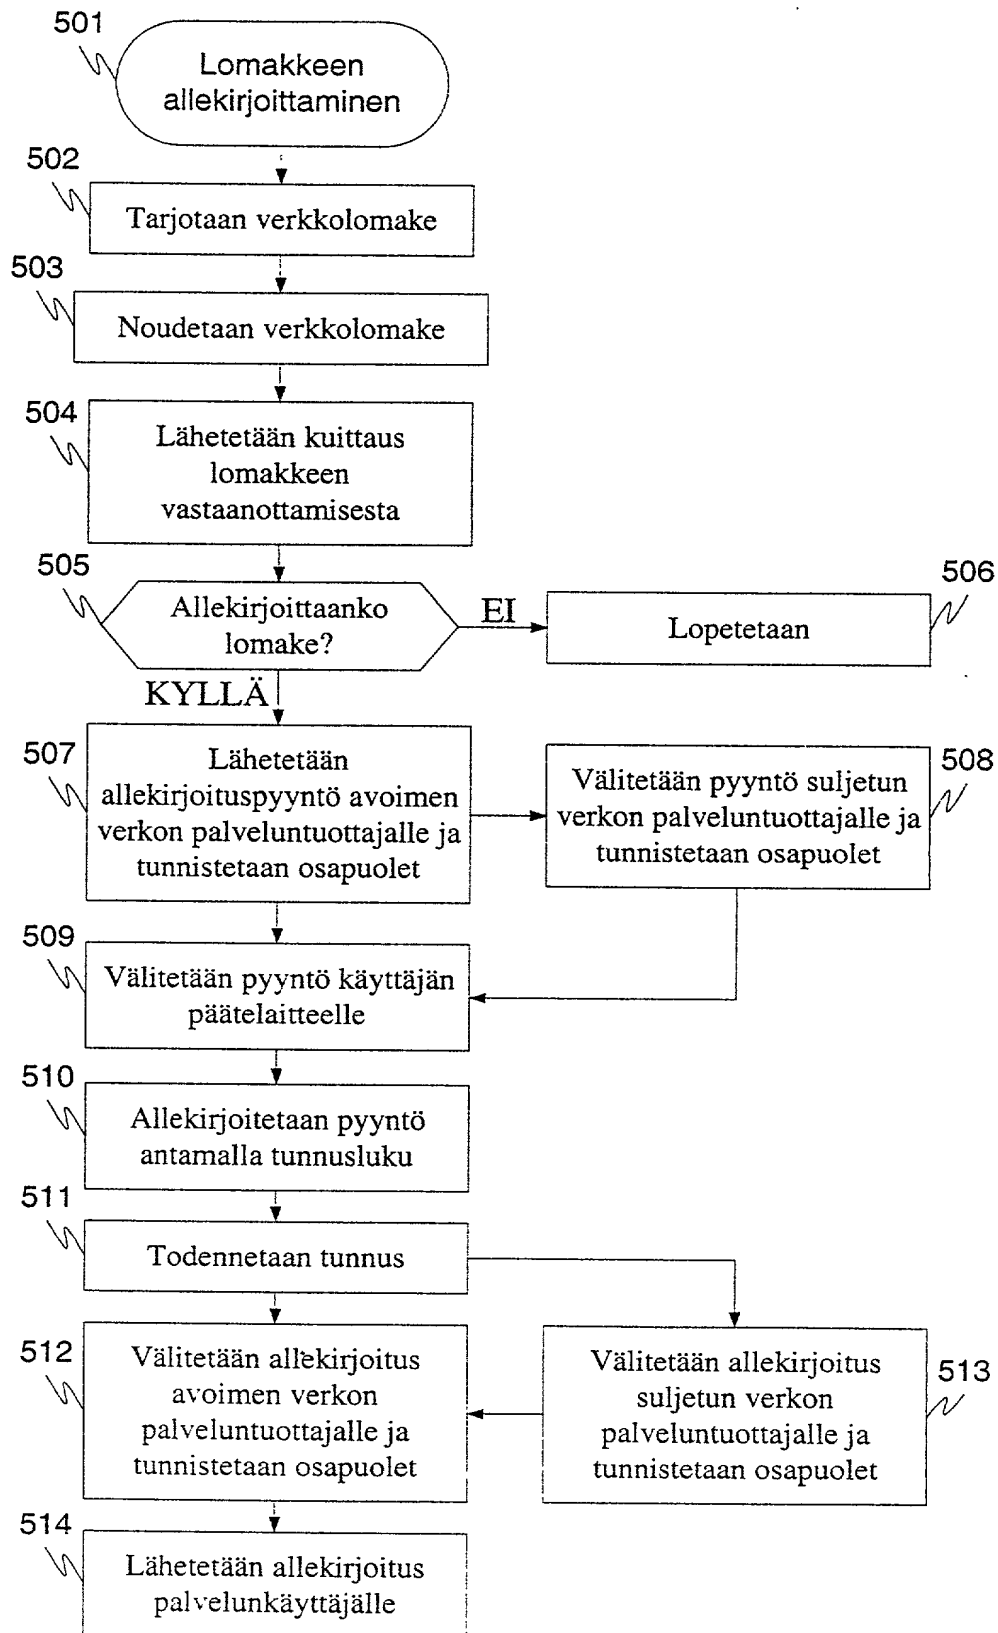 501
Lomakkeen
allekirjoittaminen
502
Tarjotaan verkkolomake
503
Noudetaan verkkolomake
504
Lähetetään kuittaus
lomakkeen
vastaanottamisesta
505
Allekirjoittaanko
lomake?
EI
506
Lopetetaan
KYLLÄ
507
Lähetetään
allekirjoituspyyntö avoimen
verkon palveluntuottajalle ja
tunnistetaan osapuolet
508
Välitetään pyyntö suljetun
verkon palveluntuottajalle ja
tunnistetaan osapuolet
509
Välitetään pyyntö käyttäjän
päätelaitteelle
510
Allekirjoitetaan pyyntö
antamalla tunnusluku
511
Todennetaan tunnus
512
Välitetään allekirjoitus
avoimen verkon
palveluntuottajalle ja
tunnistetaan osapuolet
513
Välitetään allekirjoitus
suljetun verkon
palveluntuottajalle ja
tunnistetaan osapuolet
514
Lähetetään allekirjoitus
palvelunkäyttäjälle